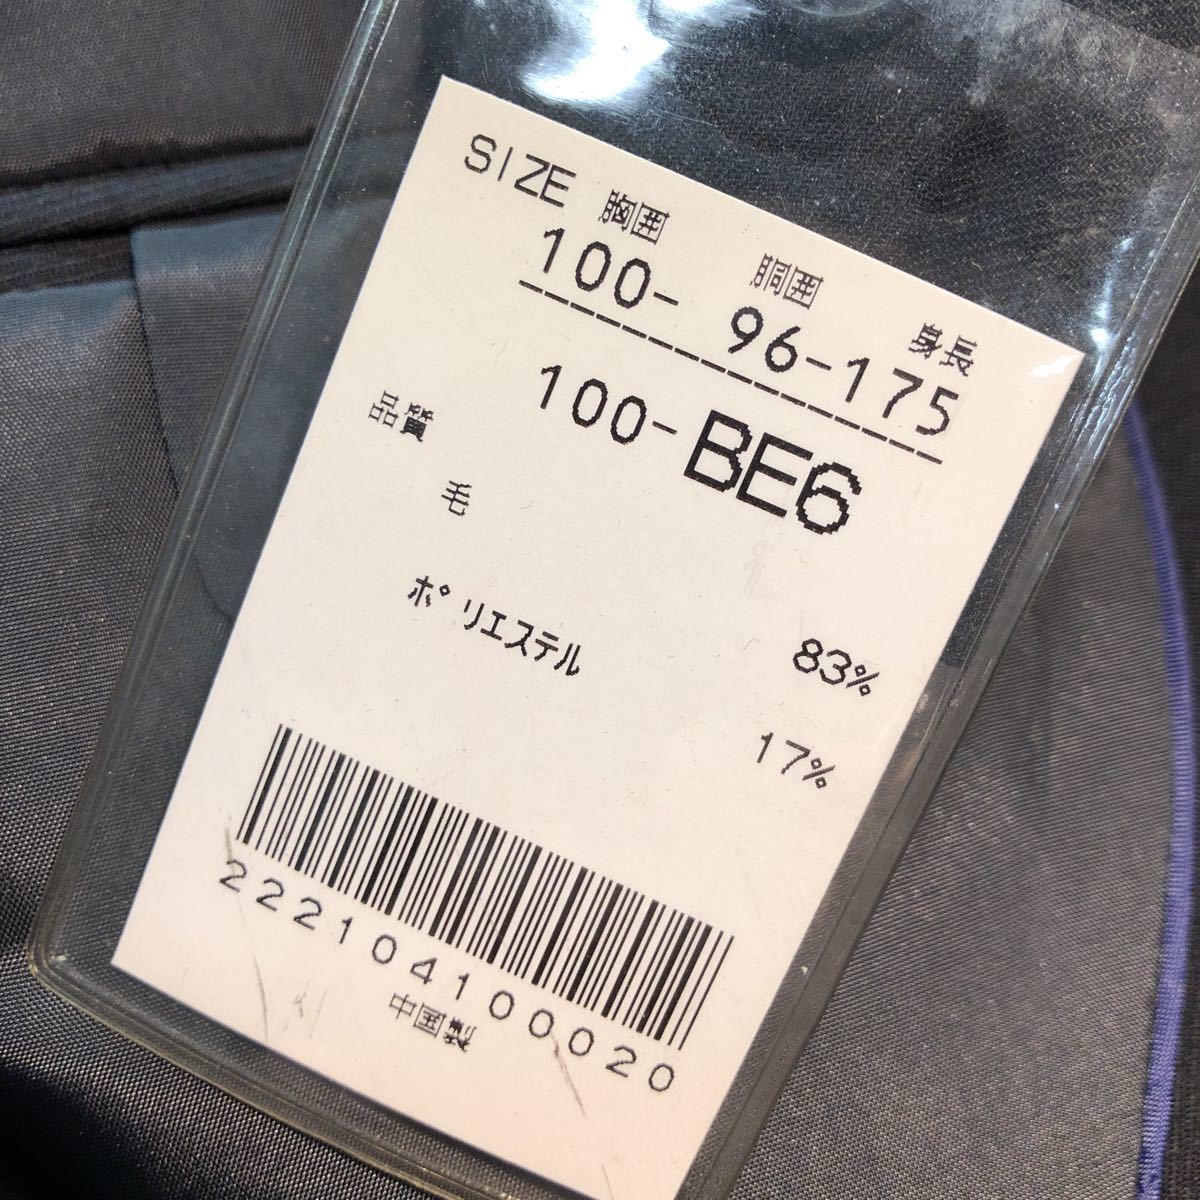 SIZE 胸囲 胴囲 身長
100- 96-175
100-BE6
品質
毛 83%
ポリエステル 17%
2221041000020
中国製